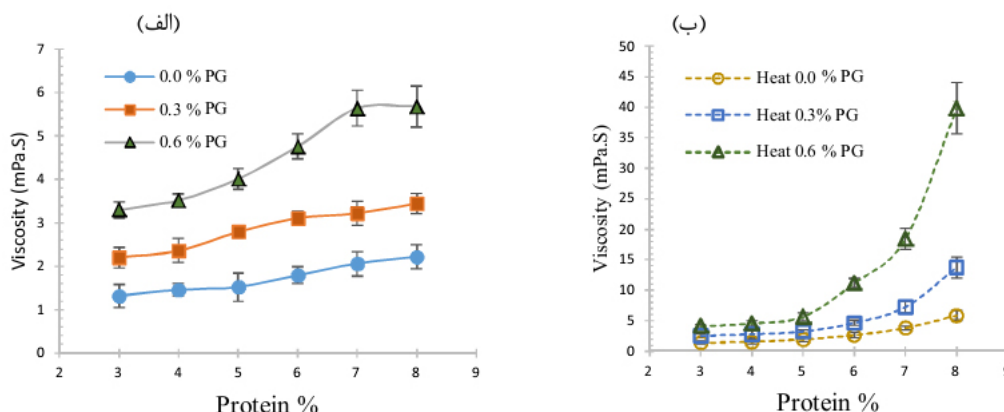 (الف)
7
6
5
4
3
2
1
0
Viscosity (mPa.S)
0.0 % PG
0.3 % PG
0.6 % PG
2 3 4 5 6 7 8 9
Protein %
(ب)
50
45
40
35
30
25
20
15
10
5
0
Viscosity (mPa.S)
Heat 0.0 % PG
Heat 0.3% PG
Heat 0.6 % PG
2 3 4 5 6 7 8 9
Protein %